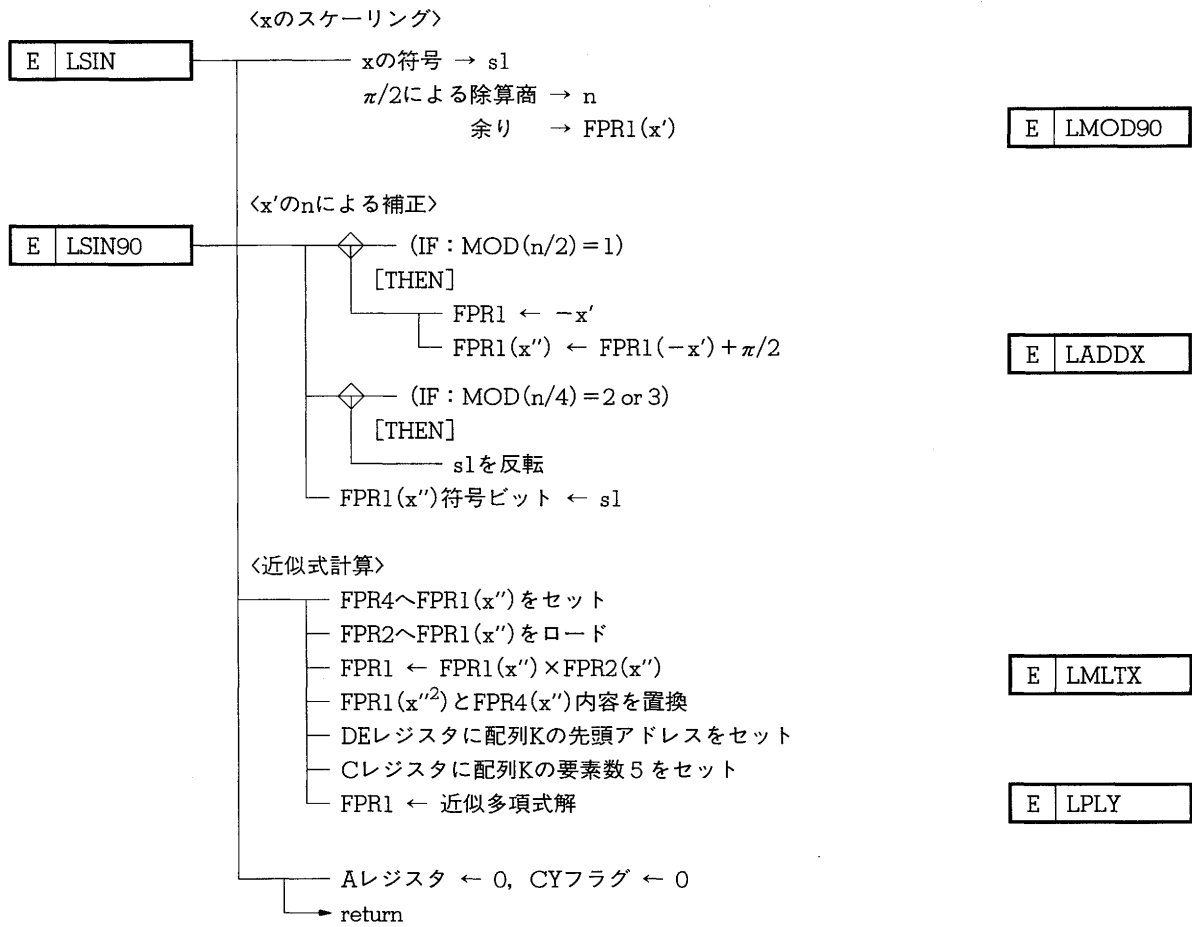 〈xのスケーリング〉
E LSIN
xの符号 → sl
π/2による除算商 → n
余り → FPR1(x′)
E LMOD90
〈x′のnによる補正〉
E LSIN90
(IF：MOD(n/2)=1)
[THEN]
FPR1 ← −x′
FPR1(x″) ← FPR1(−x′)+π/2
E LADDX
(IF：MOD(n/4)=2 or 3)
[THEN]
slを反転
FPR1(x″)符号ビット ← sl
〈近似式計算〉
FPR4へFPR1(x″)をセット
FPR2へFPR1(x″)をロード
FPR1 ← FPR1(x″)×FPR2(x″)
E LMLTX
FPR1(x″²)とFPR4(x″)内容を置換
DEレジスタに配列Kの先頭アドレスをセット
Cレジスタに配列Kの要素数5をセット
FPR1 ← 近似多項式解
E LPLY
Aレジスタ ← 0, CYフラグ ← 0
return